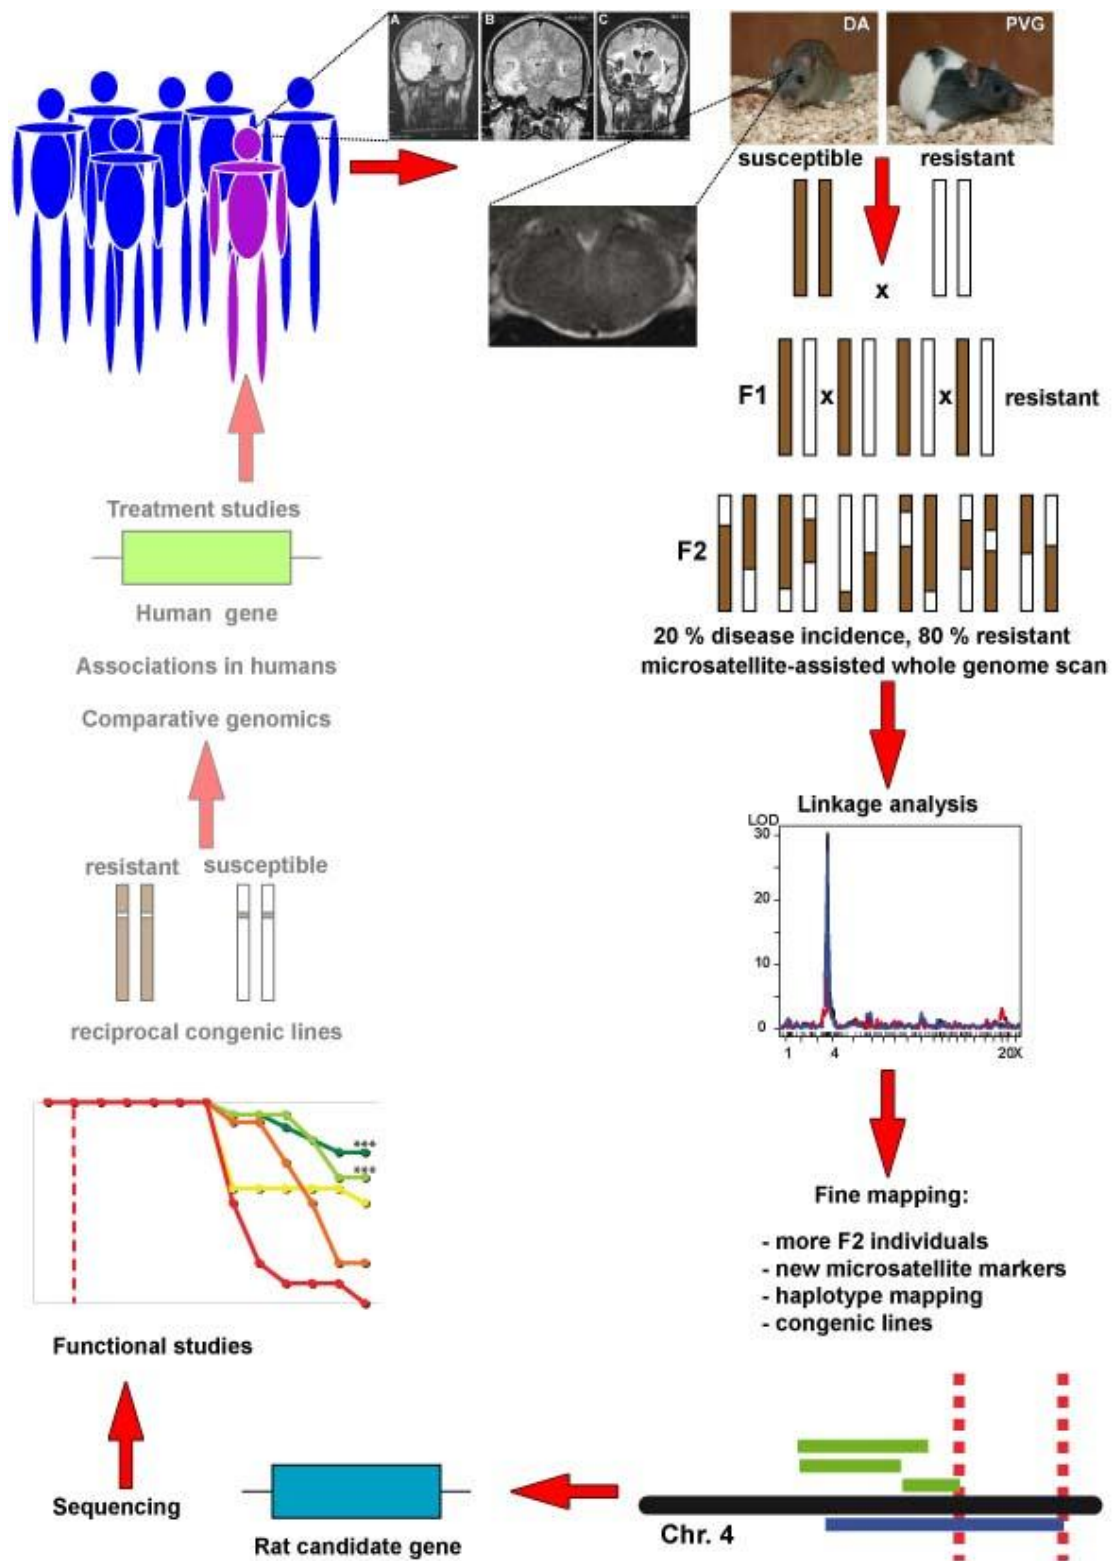 A
B
C
DA
PVG
susceptible
resistant
x
F1
x
x
resistant
F2
20 % disease incidence, 80 % resistant
microsatellite-assisted whole genome scan
Linkage analysis
LOD
30
20
10
0
1
4
20X
Fine mapping:
- more F2 individuals
- new microsatellite markers
- haplotype mapping
- congenic lines
Chr. 4
Rat candidate gene
Sequencing
Functional studies
***
***
reciprocal congenic lines
resistant
susceptible
Comparative genomics
Associations in humans
Human gene
Treatment studies